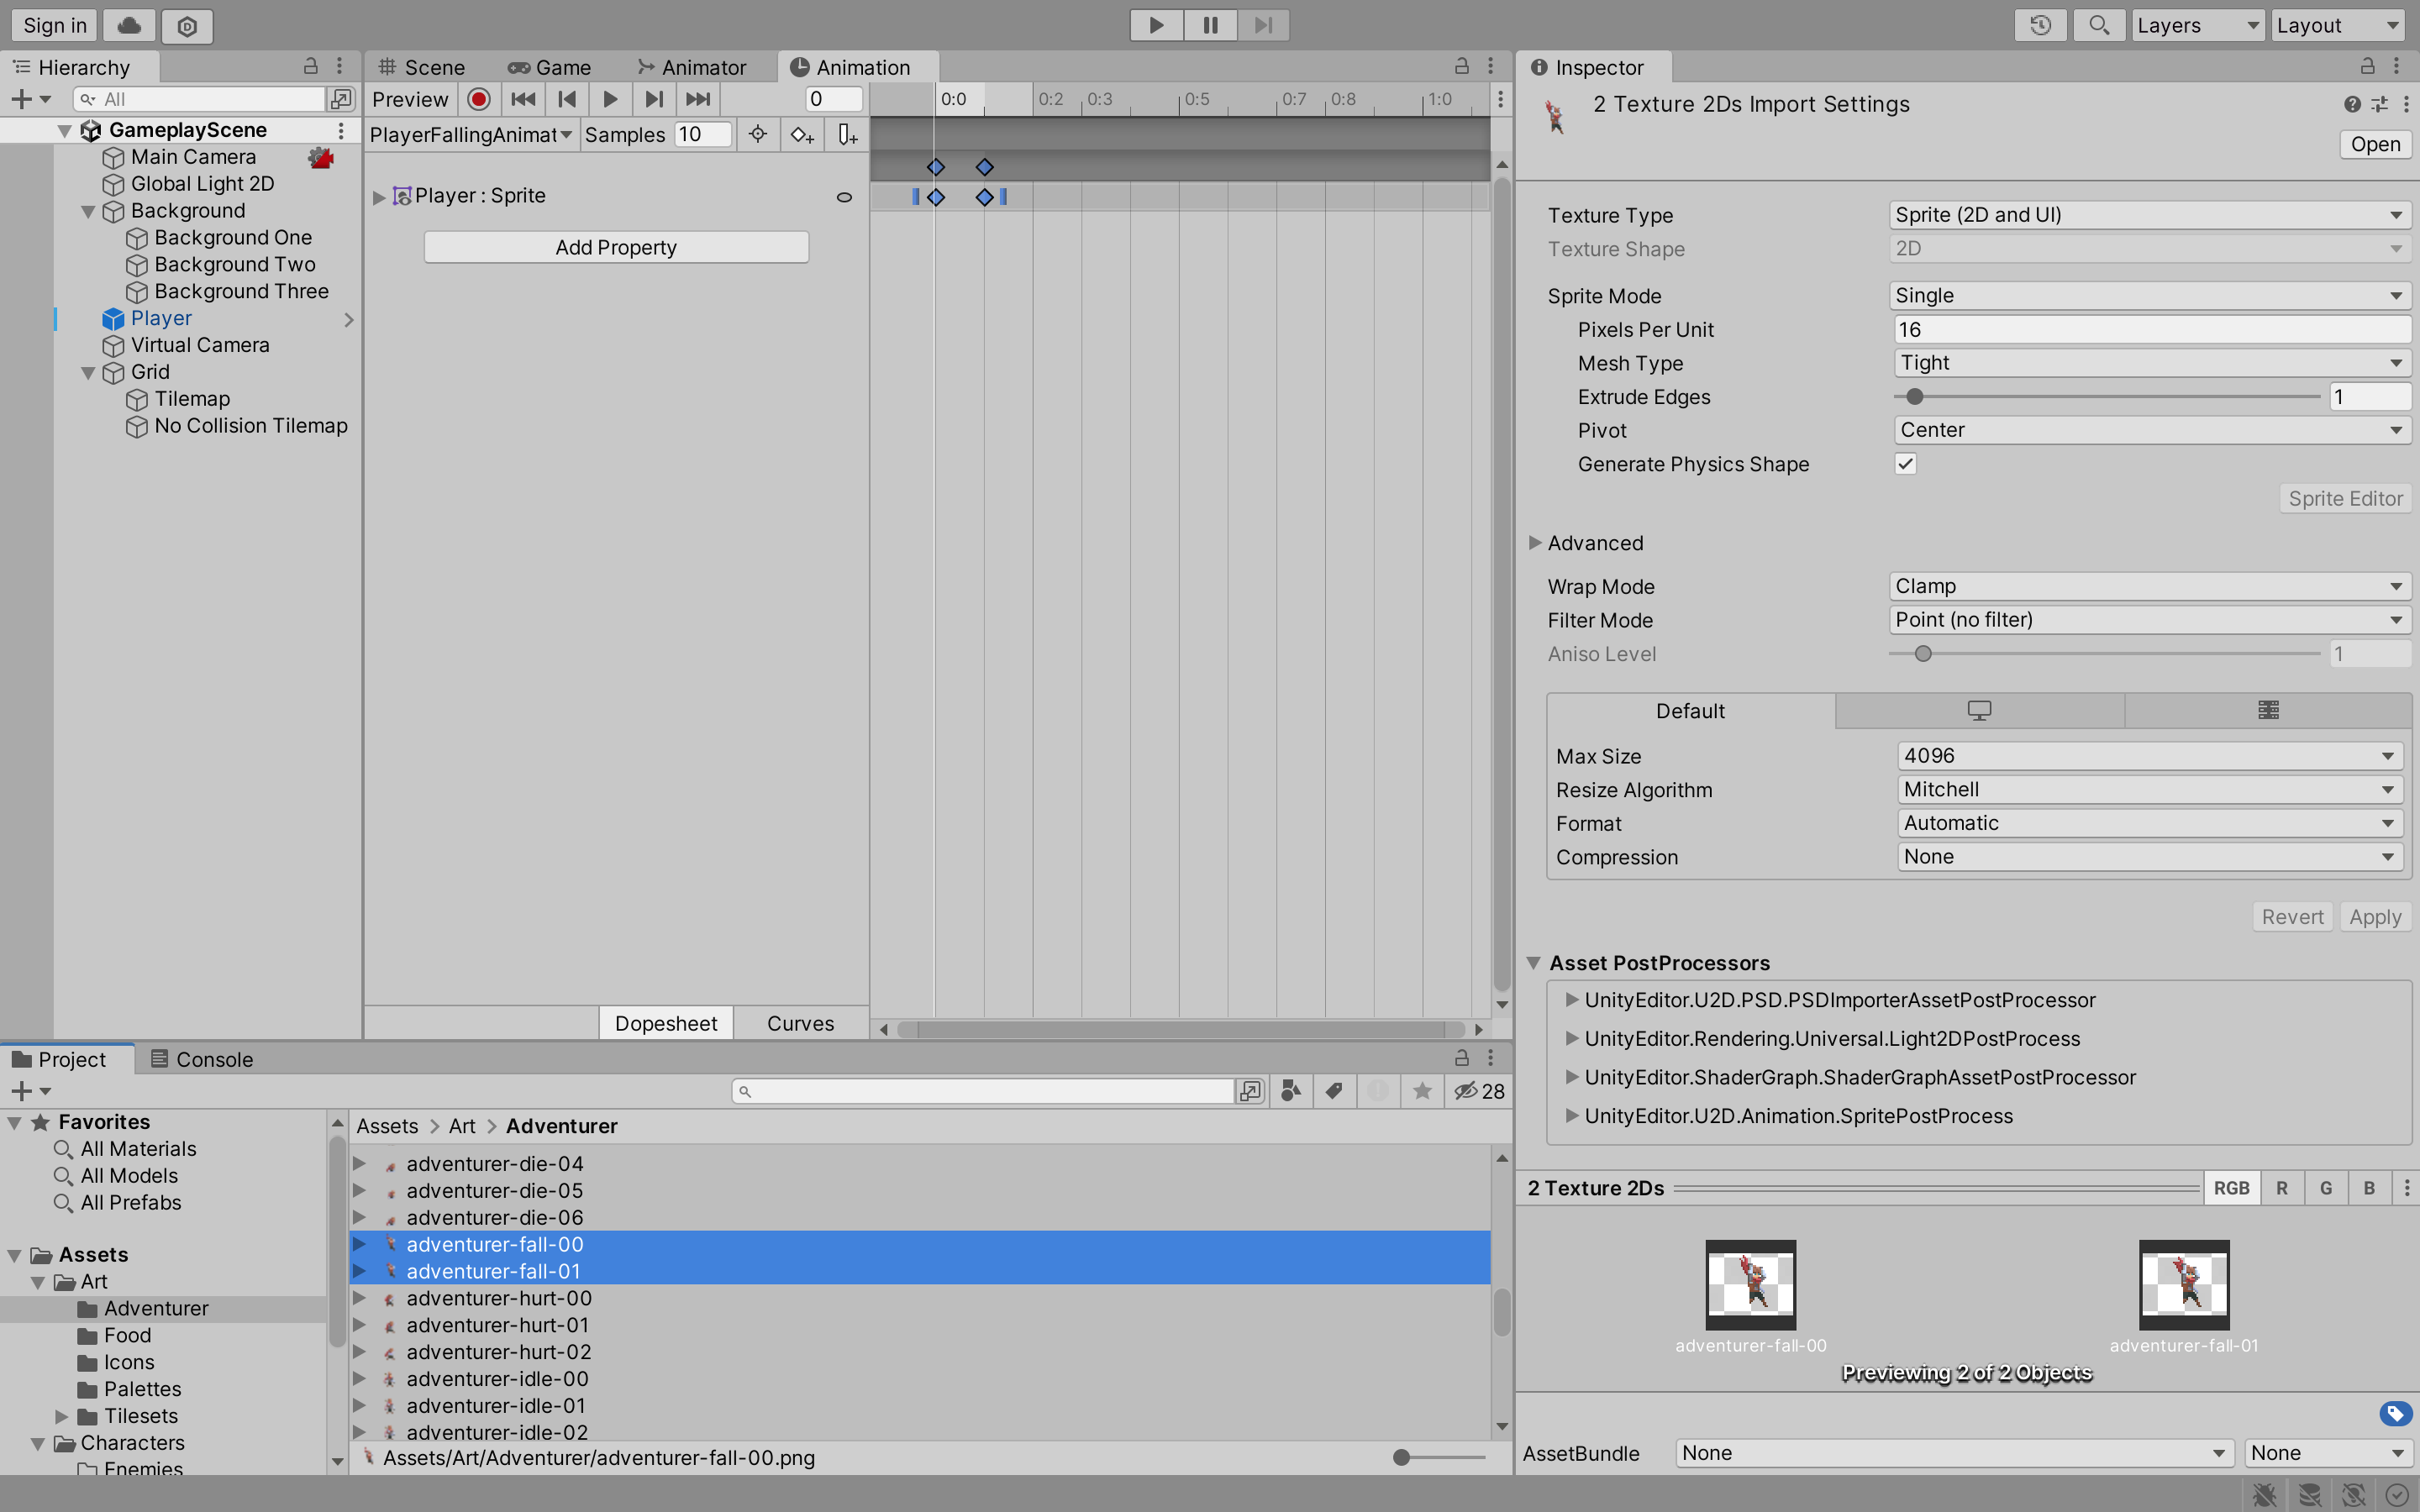 Sign in
Layers
Layout
Hierarchy
All
GameplayScene
Main Camera
Global Light 2D
Background
Background One
Background Two
Background Three
Player
Virtual Camera
Grid
Tilemap
No Collision Tilemap
Scene
Game
Animator
Animation
Preview
0
0:0
0:2
0:3
0:5
0:7
0:8
1:0
PlayerFallingAnimat
Samples
10
Player : Sprite
Add Property
Dopesheet
Curves
Inspector
2 Texture 2Ds Import Settings
Open
Texture Type
Sprite (2D and UI)
Texture Shape
2D
Sprite Mode
Single
Pixels Per Unit
16
Mesh Type
Tight
Extrude Edges
1
Pivot
Center
Generate Physics Shape
Sprite Editor
Advanced
Wrap Mode
Clamp
Filter Mode
Point (no filter)
Aniso Level
1
Default
Max Size
4096
Resize Algorithm
Mitchell
Format
Automatic
Compression
None
Revert
Apply
Asset PostProcessors
UnityEditor.U2D.PSD.PSDImporterAssetPostProcessor
UnityEditor.Rendering.Universal.Light2DPostProcess
UnityEditor.ShaderGraph.ShaderGraphAssetPostProcessor
UnityEditor.U2D.Animation.SpritePostProcess
2 Texture 2Ds
RGB
R
G
B
adventurer-fall-00
adventurer-fall-01
Previewing 2 of 2 Objects
AssetBundle
None
None
Project
Console
28
Favorites
All Materials
All Models
All Prefabs
Assets
Art
Adventurer
Food
Icons
Palettes
Tilesets
Characters
Enemies
Assets > Art > Adventurer
adventurer-die-04
adventurer-die-05
adventurer-die-06
adventurer-fall-00
adventurer-fall-01
adventurer-hurt-00
adventurer-hurt-01
adventurer-hurt-02
adventurer-idle-00
adventurer-idle-01
adventurer-idle-02
Assets/Art/Adventurer/adventurer-fall-00.png